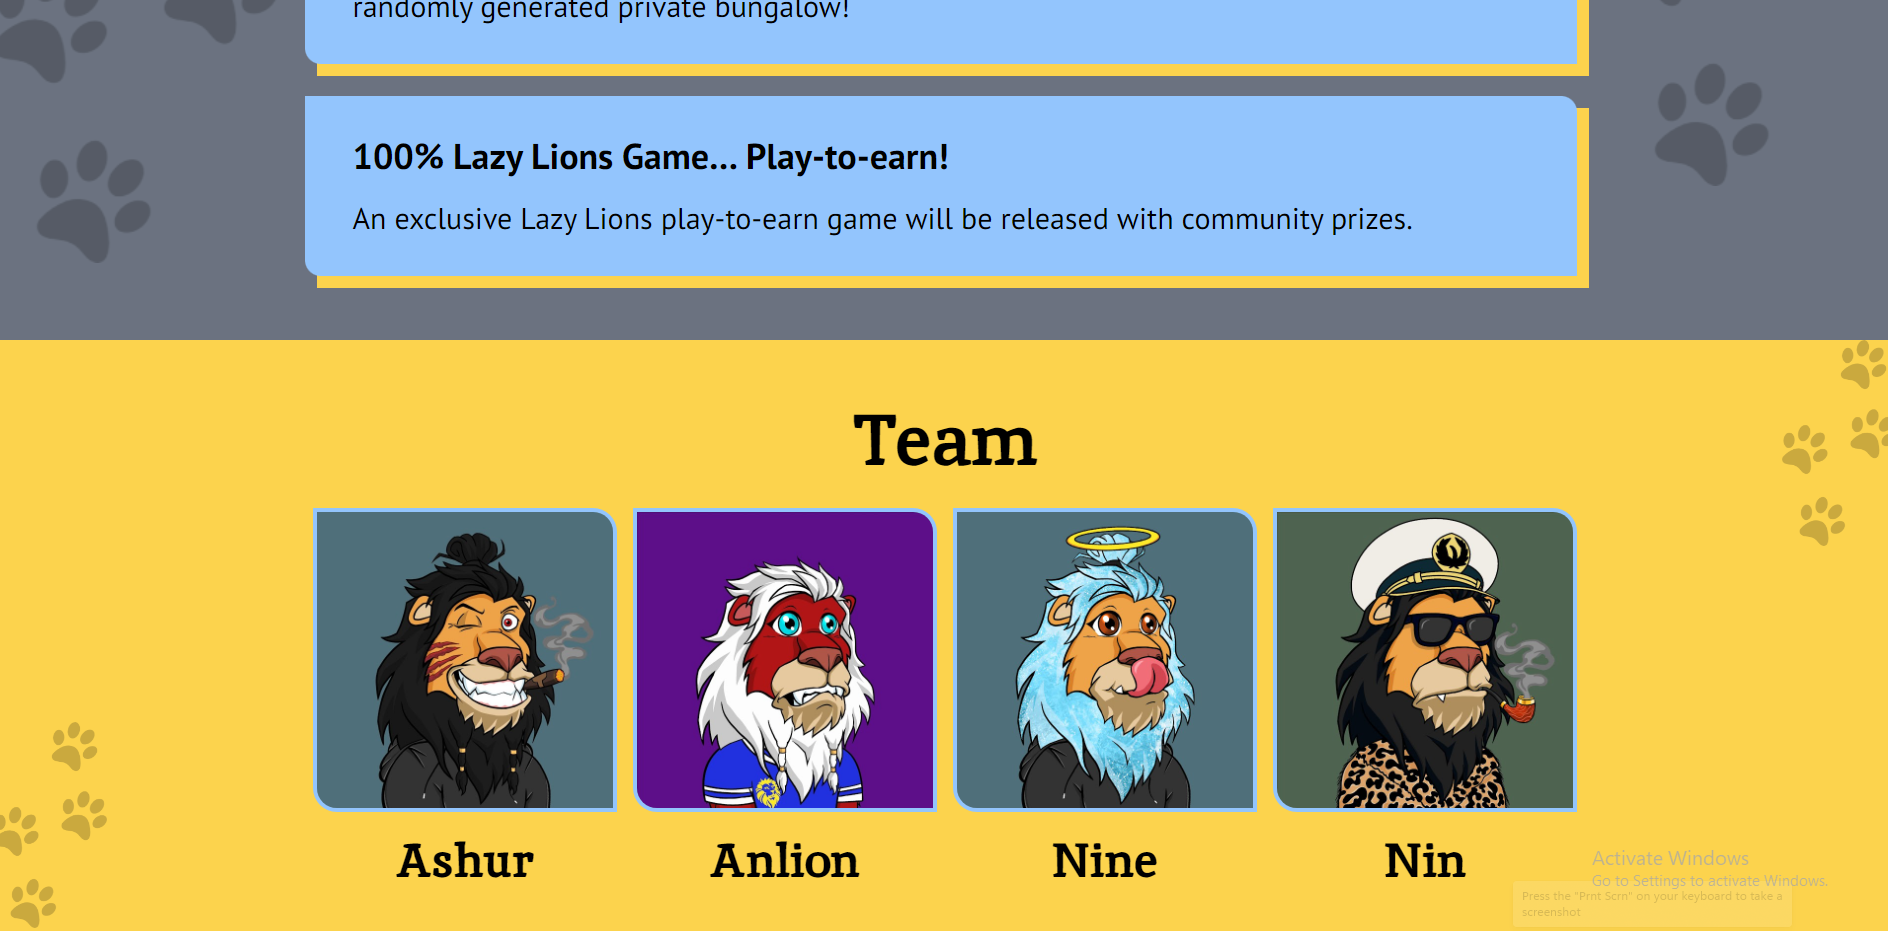 randomly generated private bungalow!
100% Lazy Lions Game... Play-to-earn!
An exclusive Lazy Lions play-to-earn game will be released with community prizes.
Team
Ashur
Anlion
Nine
Nin
Activate Windows
Go to Settings to activate Windows.
Press the "Prnt Scrn" on your keyboard to take a
screenshot